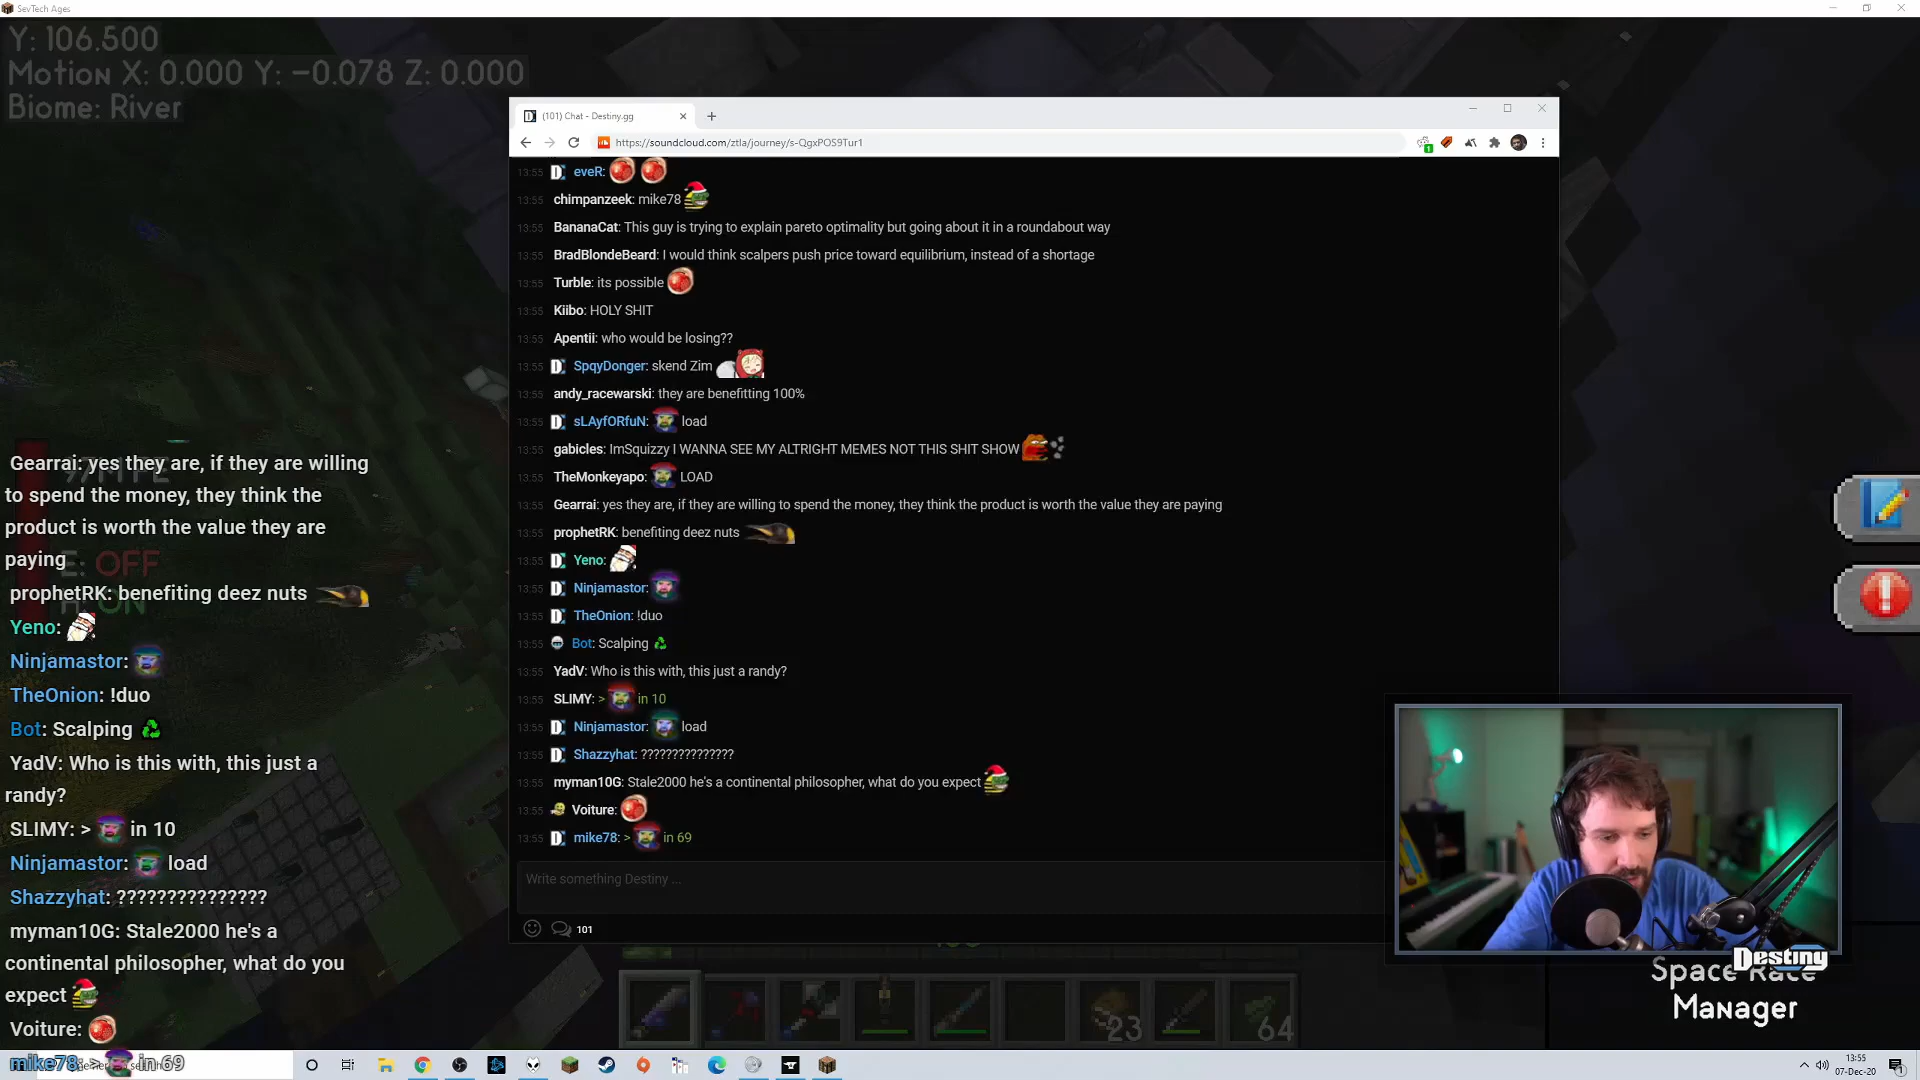 SevTech Ages
Y: 106.500
Motion X: 0.000 Y: -0.078 Z: 0.000
Biome: River
(101) Chat - Destiny.gg
https://soundcloud.com/ztla/journey/s-QgxPOS9Tur1
1
13:55 eveR:
13:55 chimpanzeek: mike78
13:55 BananaCat: This guy is trying to explain pareto optimality but going about it in a roundabout way
13:55 BradBlondeBeard: I would think scalpers push price toward equilibrium, instead of a shortage
13:55 Turble: its possible
13:55 Kiibo: HOLY SHIT
13:55 Apentii: who would be losing??
13:55 SpqyDonger: skend Zim
13:55 andy_racewarski: they are benefitting 100%
13:55 sLAyfORfuN: load
13:55 gabicles: ImSquizzy I WANNA SEE MY ALTRIGHT MEMES NOT THIS SHIT SHOW
13:55 TheMonkeyapo: LOAD
13:55 Gearrai: yes they are, if they are willing to spend the money, they think the product is worth the value they are paying
13:55 prophetRK: benefiting deez nuts
13:55 Yeno:
13:55 Ninjamastor:
13:55 TheOnion: !duo
13:55 Bot: Scalping
13:55 YadV: Who is this with, this just a randy?
13:55 SLIMY: > in 10
13:55 Ninjamastor: load
13:55 Shazzyhat: ???????????????
13:55 myman10G: Stale2000 he's a continental philosopher, what do you expect
13:55 Voiture:
13:55 mike78: > in 69
Write something Destiny ...
101
Gearrai: yes they are, if they are willing
to spend the money, they think the
product is worth the value they are
paying
E: OFF
prophetRK: benefiting deez nuts
ON
Yeno:
Ninjamastor:
TheOnion: !duo
Bot: Scalping
YadV: Who is this with, this just a
randy?
SLIMY: > in 10
Ninjamastor: load
Shazzyhat: ???????????????
myman10G: Stale2000 he's a
continental philosopher, what do you
expect
Voiture:
mike78: > in 69
23
64
Destiny
Space Race
Manager
13:55
07-Dec-20